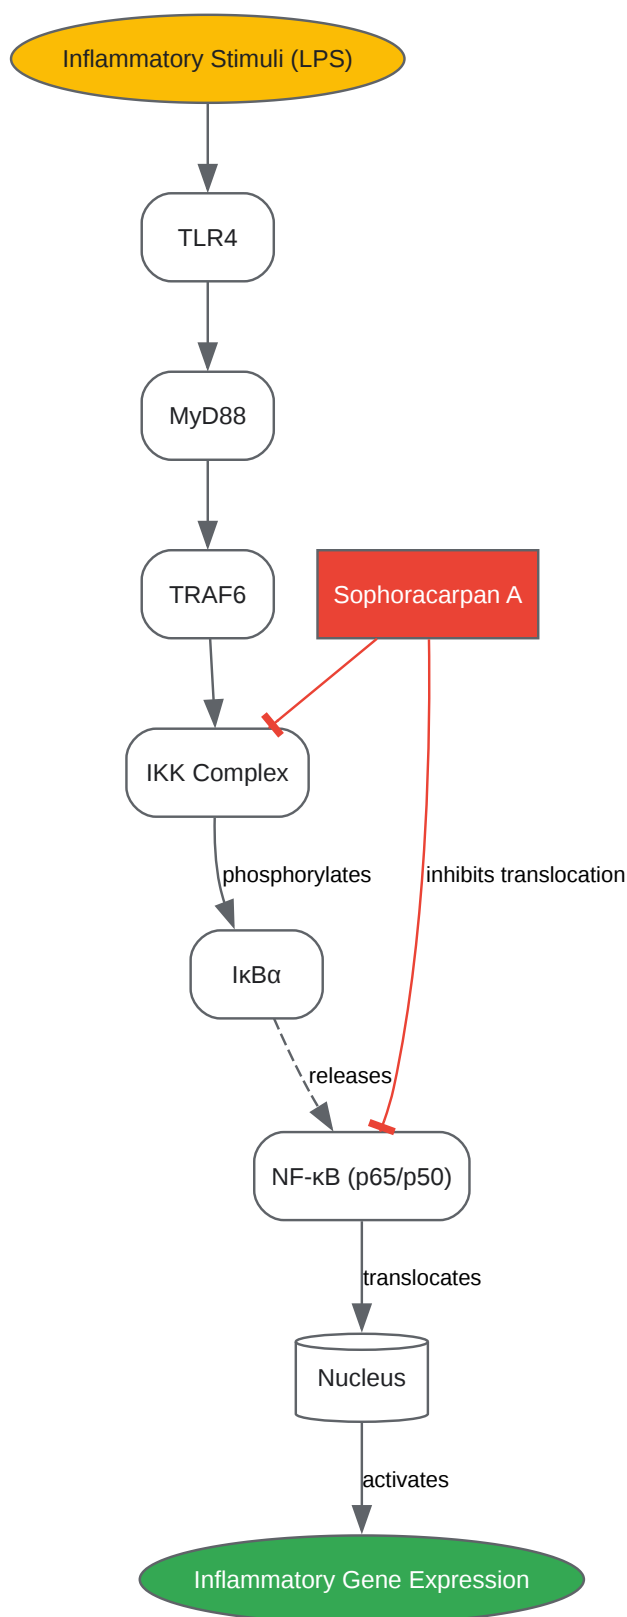 Inflammatory Stimuli (LPS)
TLR4
MyD88
TRAF6
Sophoracarpan A
IKK Complex
phosphorylates
inhibits translocation
IκBα
releases
NF-κB (p65/p50)
translocates
Nucleus
activates
Inflammatory Gene Expression